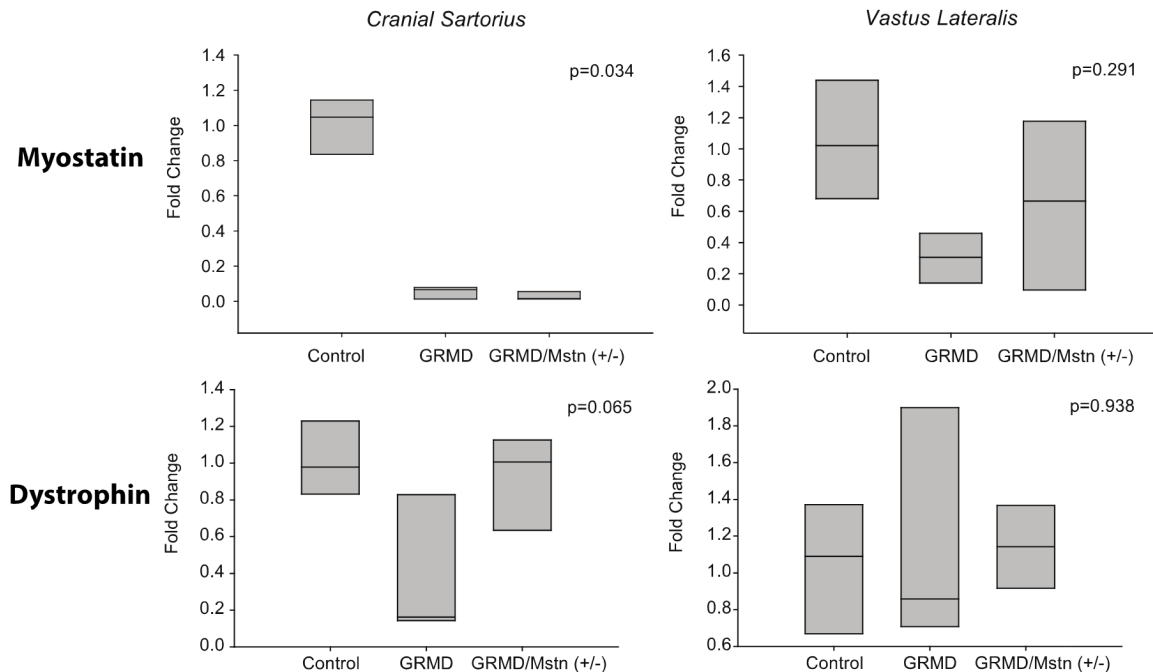 Cranial Sartorius
Vastus Lateralis
Myostatin
Fold Change
1.4
1.2
1.0
0.8
0.6
0.4
0.2
0.0
p=0.034
Control
GRMD
GRMD/Mstn (+/-)
Fold Change
1.6
1.4
1.2
1.0
0.8
0.6
0.4
0.2
0.0
p=0.291
Control
GRMD
GRMD/Mstn (+/-)
Dystrophin
Fold Change
1.4
1.2
1.0
0.8
0.6
0.4
0.2
0.0
p=0.065
Control
GRMD
GRMD/Mstn (+/-)
Fold Change
2.0
1.8
1.6
1.4
1.2
1.0
0.8
0.6
p=0.938
Control
GRMD
GRMD/Mstn (+/-)